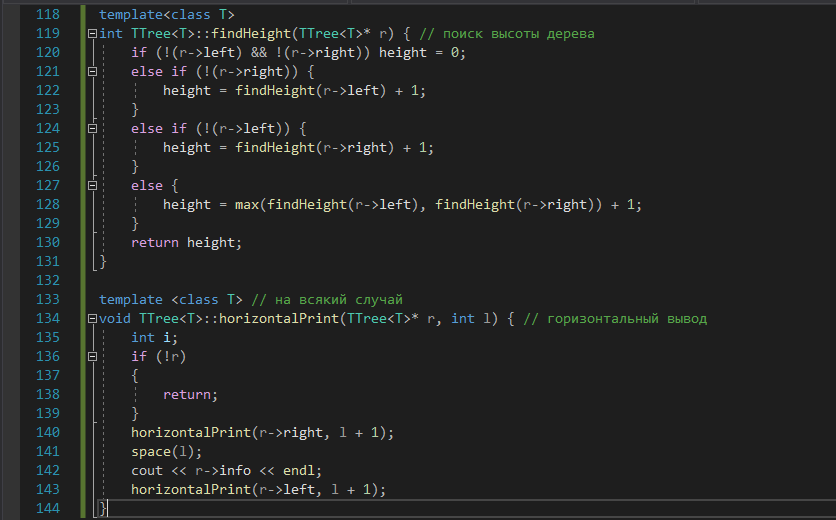 118 template<class T>
119 int TTree<T>::findHeight(TTree<T>* r) { // поиск высоты дерева
120     if (!(r->left) && !(r->right)) height = 0;
121     else if (!(r->right)) {
122         height = findHeight(r->left) + 1;
123     }
124     else if (!(r->left)) {
125         height = findHeight(r->right) + 1;
126     }
127     else {
128         height = max(findHeight(r->left), findHeight(r->right)) + 1;
129     }
130     return height;
131 }
132
133 template <class T> // на всякий случай
134 void TTree<T>::horizontalPrint(TTree<T>* r, int l) { // горизонтальный вывод
135     int i;
136     if (!r)
137     {
138         return;
139     }
140     horizontalPrint(r->right, l + 1);
141     space(l);
142     cout << r->info << endl;
143     horizontalPrint(r->left, l + 1);
144 }